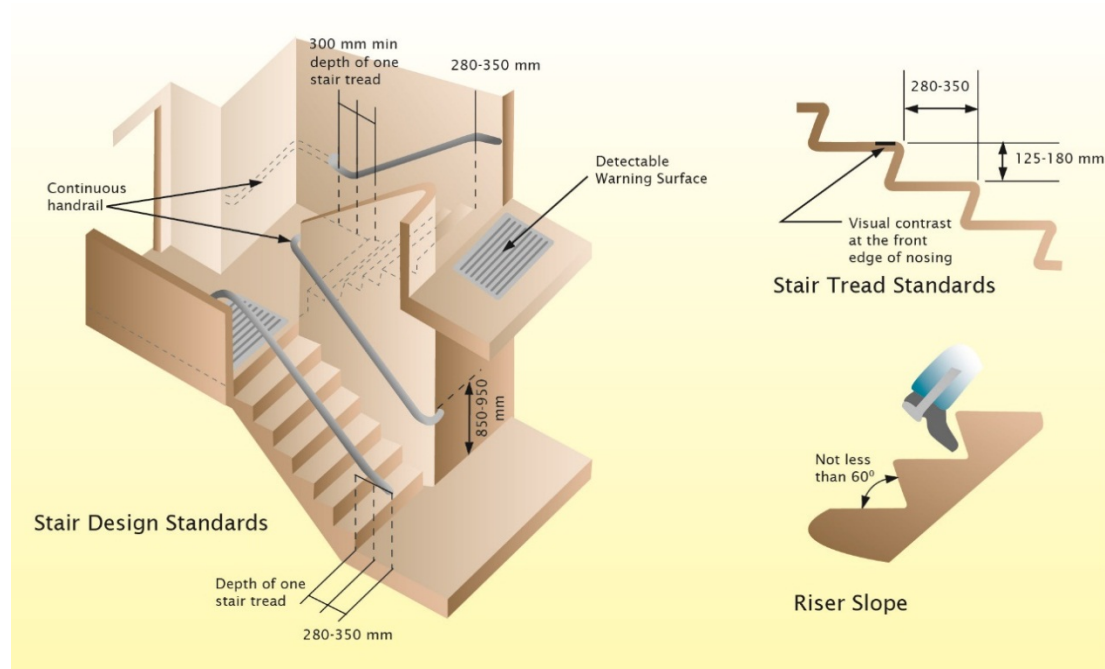 300 mm min
depth of one
stair tread
280-350 mm
Continuous
handrail
Detectable
Warning Surface
850-950
mm
Stair Design Standards
Depth of one
stair tread
280-350 mm
280-350
125-180 mm
Visual contrast
at the front
edge of nosing
Stair Tread Standards
Not less
than 60⁰
Riser Slope